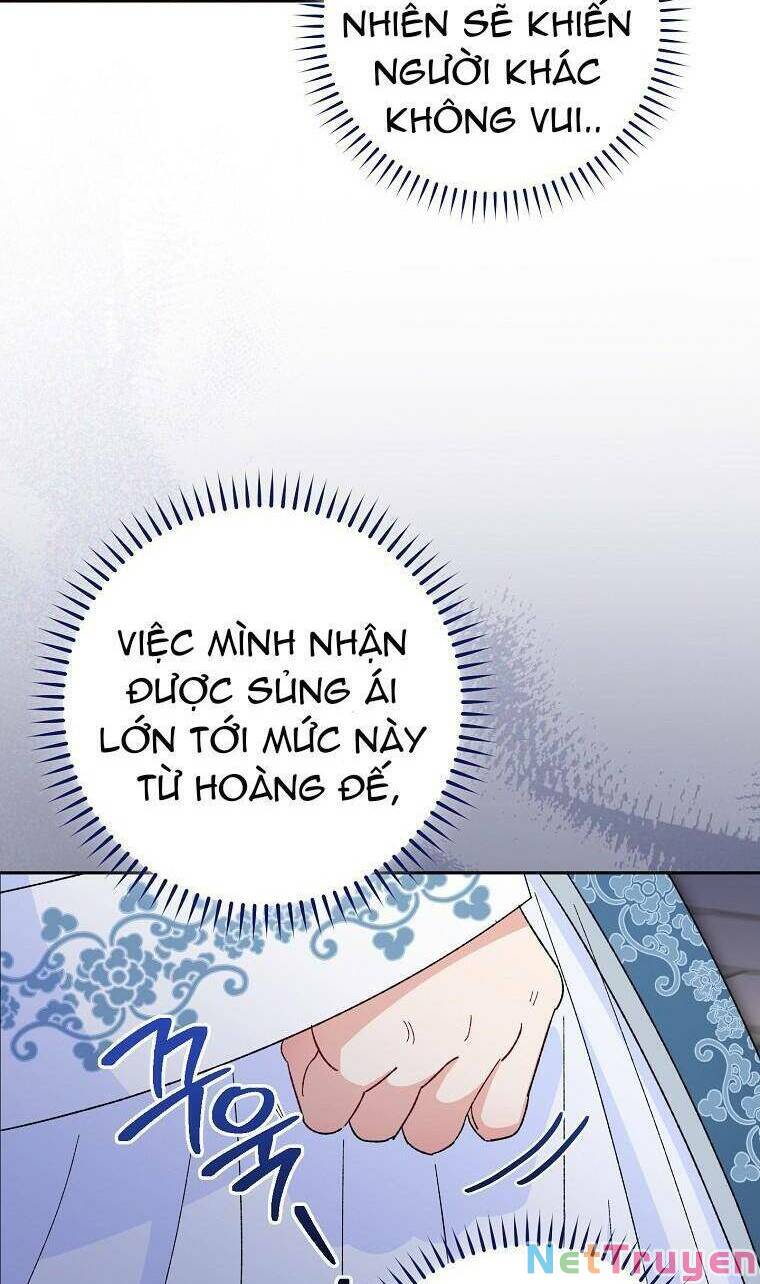 NHIÊN SẼ KHIẾN
NGƯỜI KHÁC
KHÔNG VUI..
VIỆC MÌNH NHẬN
ĐƯỢC SỦNG ÁI
LỚN TỚI MỨC NÀY
TỪ HOÀNG ĐẾ,
꾸욱
NetTruyen